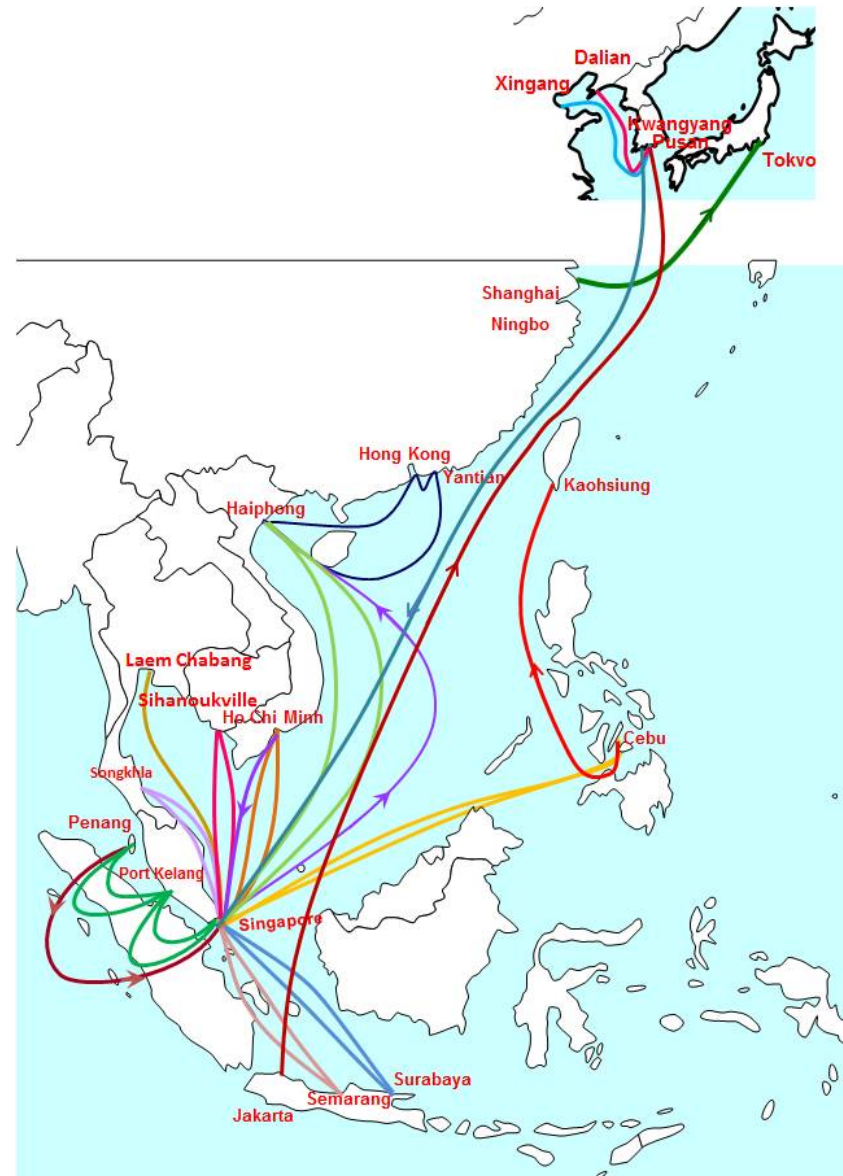 Dalian
Xingang
Kwangyang
Pusan
Tokvo
Shanghai
Ningbo
Hong Kong
Yantian
Kaohsiung
Haiphong
Laem Chabang
Sihanoukville
Ho Chi Minh
Cebu
Songkhla
Penang
Port Kelang
Singapore
Surabaya
Semarang
Jakarta